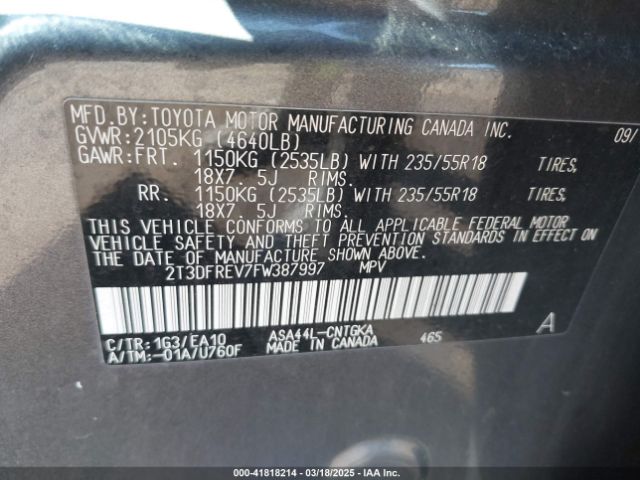 MFD.BY:TOYOTA MOTOR MANUFACTURING CANADA INC. 09/
GVWR:2105KG (4640LB)
GAWR:FRT. 1150KG (2535LB) WITH 235/55R18 TIRES,
18X7. 5J RIMS.
RR. 1150KG (2535LB) WITH 235/55R18 TIRES,
18X7. 5J RIMS.
THIS VEHICLE CONFORMS TO ALL APPLICABLE FEDERAL MOTOR
VEHICLE SAFETY AND THEFT PREVENTION STANDARDS IN EFFECT ON
THE DATE OF MANUFACTURE SHOWN ABOVE.
2T3DFREV7FW387997 MPV
C/TR:1G3/EA10 ASA44L-CNTGKA 465 A
A/TM:-01A/U760F MADE IN CANADA
000-41818214 - 03/18/2025 - IAA Inc.